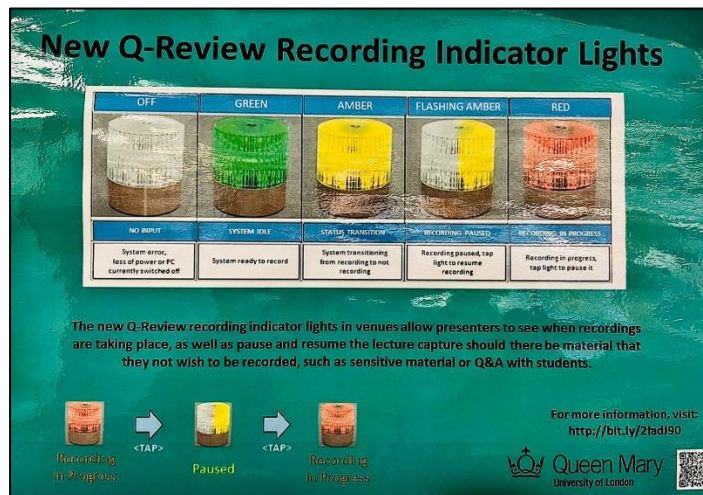 New Q-Review Recording Indicator Lights
OFF
GREEN
AMBER
FLASHING AMBER
RED
NO INPUT
SYSTEM IDLE
STATUS TRANSITION
RECORDING PAUSED
RECORDING IN PROGRESS
System error,
loss of power or PC
currently switched off
System ready to record
System transitioning
from recording to not
recording
Recording paused, tap
light to resume
recording
Recording in progress,
tap light to pause it
The new Q-Review recording indicator lights in venues allow presenters to see when recordings
are taking place, as well as pause and resume the lecture capture should there be material that
they not wish to be recorded, such as sensitive material or Q&A with students.
<TAP>
<TAP>
Recording
in Progress
Paused
Recording
In Progress
For more information, visit:
http://bit.ly/2fadJ90
Queen Mary
University of London